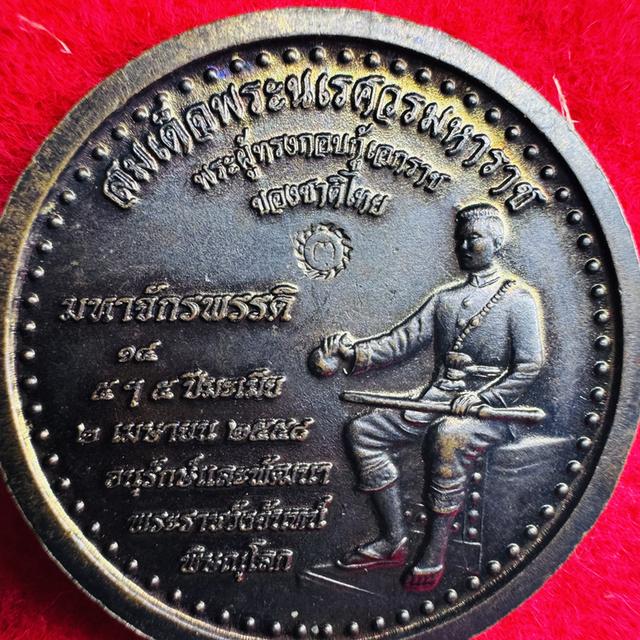 สมเด็จพระนเรศวรมหาราช
พระผู้ทรงกอบกู้เอกราช
ของชาติไทย
๓
มหาจักรพรรดิ
๑๔
๕ ฯ ๕ ปีมะเมีย
๒ เมษายน ๒๕๕๘
อนุรักษ์และพัฒนา
พระราชวังจันทน์
พิษณุโลก